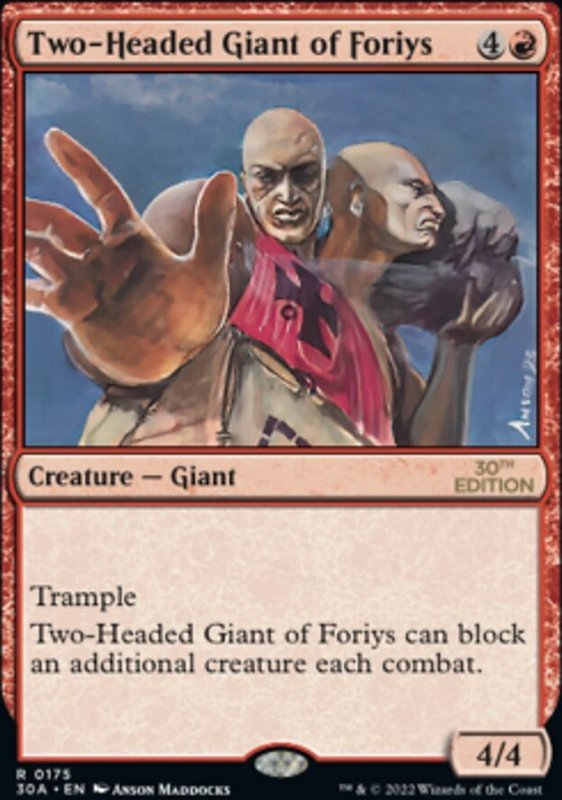 Two-Headed Giant of Foriys 4
Creature — Giant
30TH
EDITION
Trample
Two-Headed Giant of Foriys can block
an additional creature each combat.
4/4
R 0175
30A • EN Anson Maddocks
™ & © 2022 Wizards of the Coast